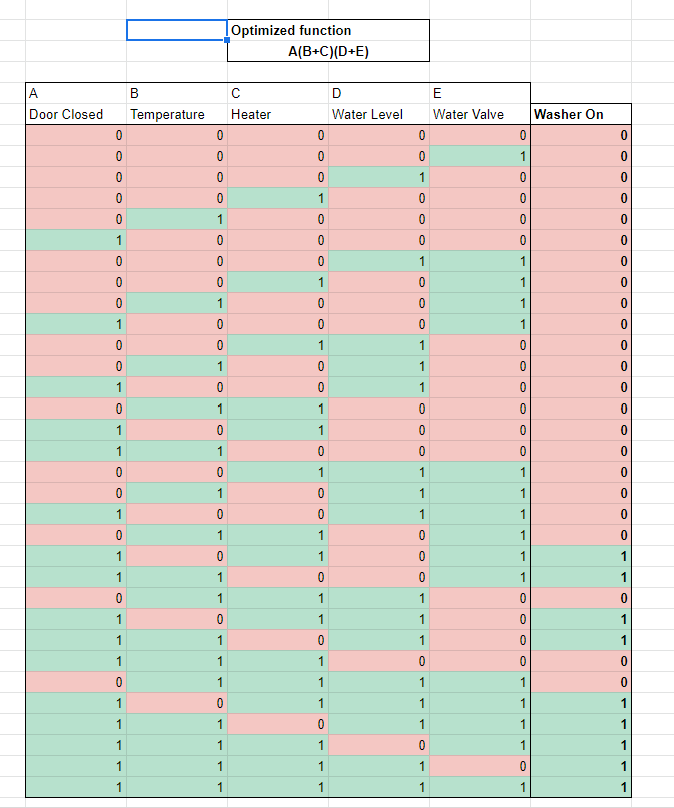 Optimized function
A(B+C)(D+E)
A B C D E
Door Closed Temperature Heater Water Level Water Valve Washer On
0 0 0 0 0 0
0 0 0 0 1 0
0 0 0 1 0 0
0 0 1 0 0 0
0 1 0 0 0 0
1 0 0 0 0 0
0 0 0 1 1 0
0 0 1 0 1 0
0 1 0 0 1 0
1 0 0 0 1 0
0 0 1 1 0 0
0 1 0 1 0 0
1 0 0 1 0 0
0 1 1 0 0 0
1 0 1 0 0 0
1 1 0 0 0 0
0 0 1 1 1 0
0 1 0 1 1 0
1 0 0 1 1 0
0 1 1 0 1 0
1 0 1 0 1 1
1 1 0 0 1 1
0 1 1 1 0 0
1 0 1 1 0 1
1 1 0 1 0 1
1 1 1 0 0 0
0 1 1 1 1 0
1 0 1 1 1 1
1 1 0 1 1 1
1 1 1 0 1 1
1 1 1 1 0 1
1 1 1 1 1 1